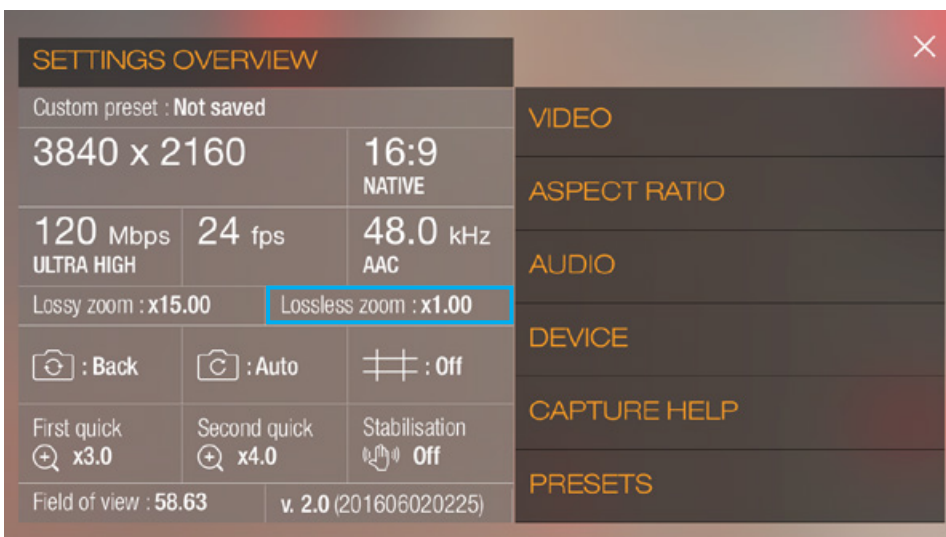 SETTINGS OVERVIEW
Custom preset : Not saved
3840 x 2160
16:9
NATIVE
120 Mbps
ULTRA HIGH
24 fps
48.0 kHz
AAC
Lossy zoom : x15.00
Lossless zoom : x1.00
: Back
: Auto
: Off
First quick
x3.0
Second quick
x4.0
Stabilisation
Off
Field of view : 58.63
v. 2.0 (201606020225)
VIDEO
ASPECT RATIO
AUDIO
DEVICE
CAPTURE HELP
PRESETS